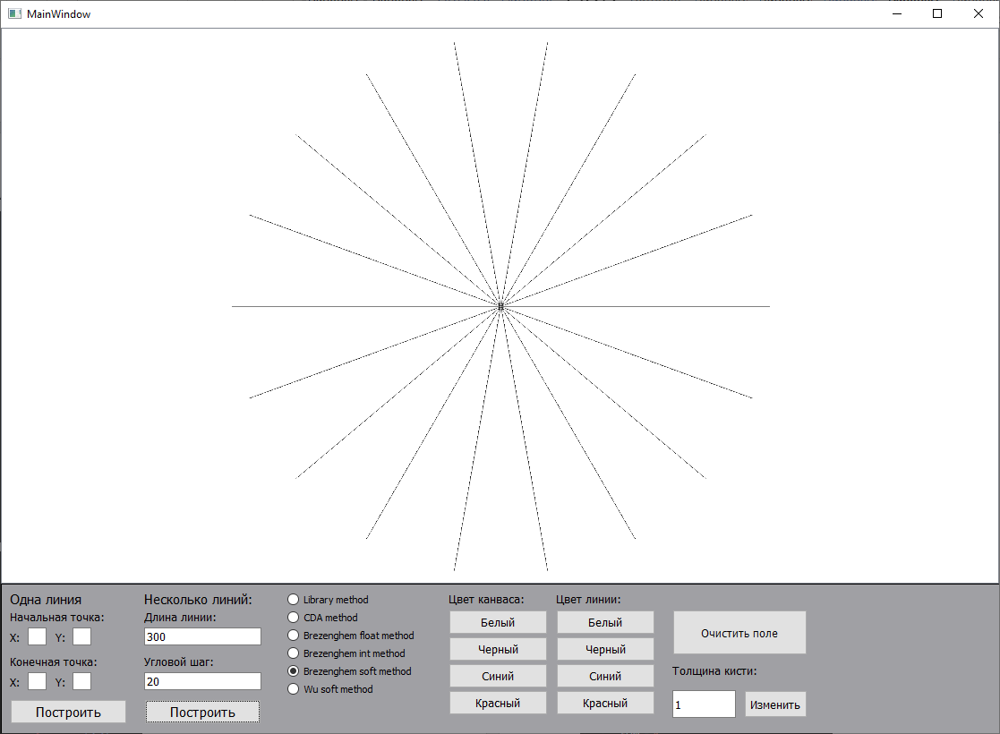 MainWindow
Одна линия
Начальная точка:
X: Y:
Конечная точка:
X: Y:
Построить
Несколько линий:
Длина линии:
300
Угловой шаг:
20
Построить
Library method
CDA method
Brezenghem float method
Brezenghem int method
Brezenghem soft method
Wu soft method
Цвет канваса:
Белый
Черный
Синий
Красный
Цвет линии:
Белый
Черный
Синий
Красный
Очистить поле
Толщина кисти:
1
Изменить